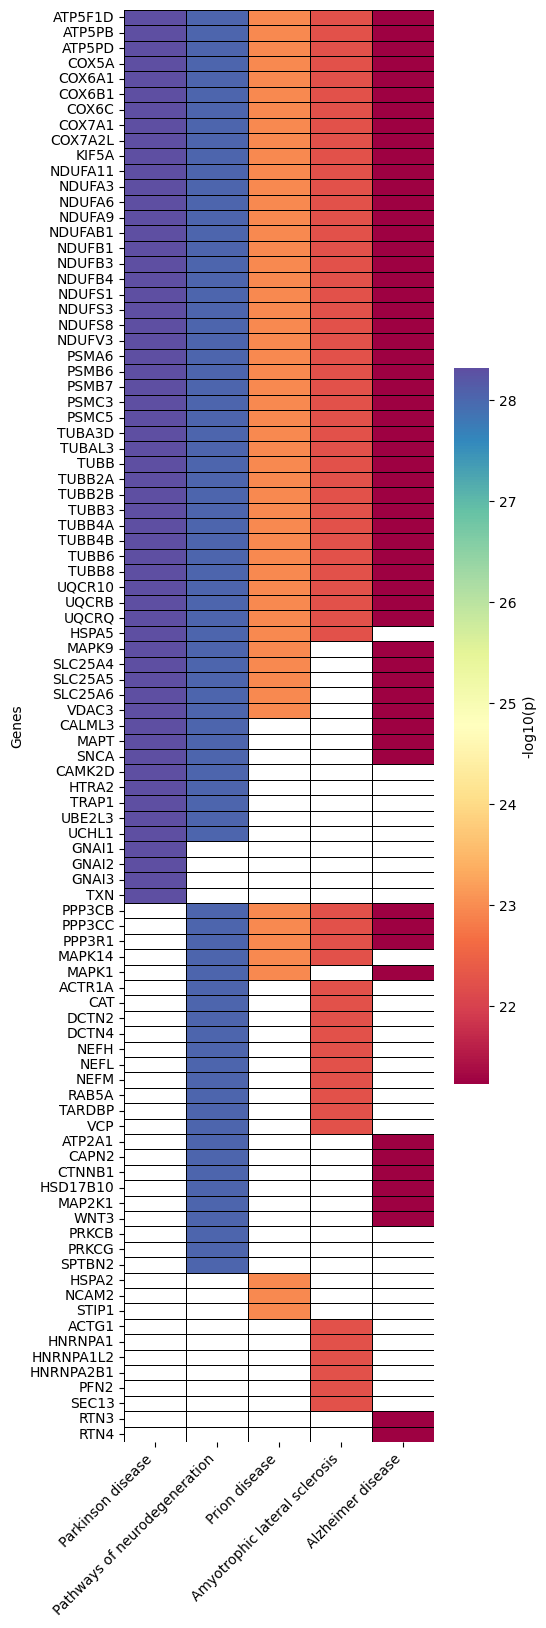 ATP5F1D
ATP5PB
ATP5PD
COX5A
COX6A1
COX6B1
COX6C
COX7A1
COX7A2L
KIF5A
NDUFA11
NDUFA3
NDUFA6
NDUFA9
NDUFAB1
NDUFB1
NDUFB3
NDUFB4
NDUFS1
NDUFS3
NDUFS8
NDUFV3
PSMA6
PSMB6
PSMB7
PSMC3
PSMC5
TUBA3D
TUBAL3
TUBB
TUBB2A
TUBB2B
TUBB3
TUBB4A
TUBB4B
TUBB6
TUBB8
UQCR10
UQCRB
UQCRQ
HSPA5
MAPK9
SLC25A4
SLC25A5
SLC25A6
VDAC3
CALML3
MAPT
SNCA
CAMK2D
HTRA2
TRAP1
UBE2L3
UCHL1
GNAI1
GNAI2
GNAI3
TXN
PPP3CB
PPP3CC
PPP3R1
MAPK14
MAPK1
ACTR1A
CAT
DCTN2
DCTN4
NEFH
NEFL
NEFM
RAB5A
TARDBP
VCP
ATP2A1
CAPN2
CTNNB1
HSD17B10
MAP2K1
WNT3
PRKCB
PRKCG
SPTBN2
HSPA2
NCAM2
STIP1
ACTG1
HNRNPA1
HNRNPA1L2
HNRNPA2B1
PFN2
SEC13
RTN3
RTN4
Genes
Parkinson disease
Pathways of neurodegeneration
Prion disease
Amyotrophic lateral sclerosis
Alzheimer disease
28
27
26
25
24
23
22
-log10(p)